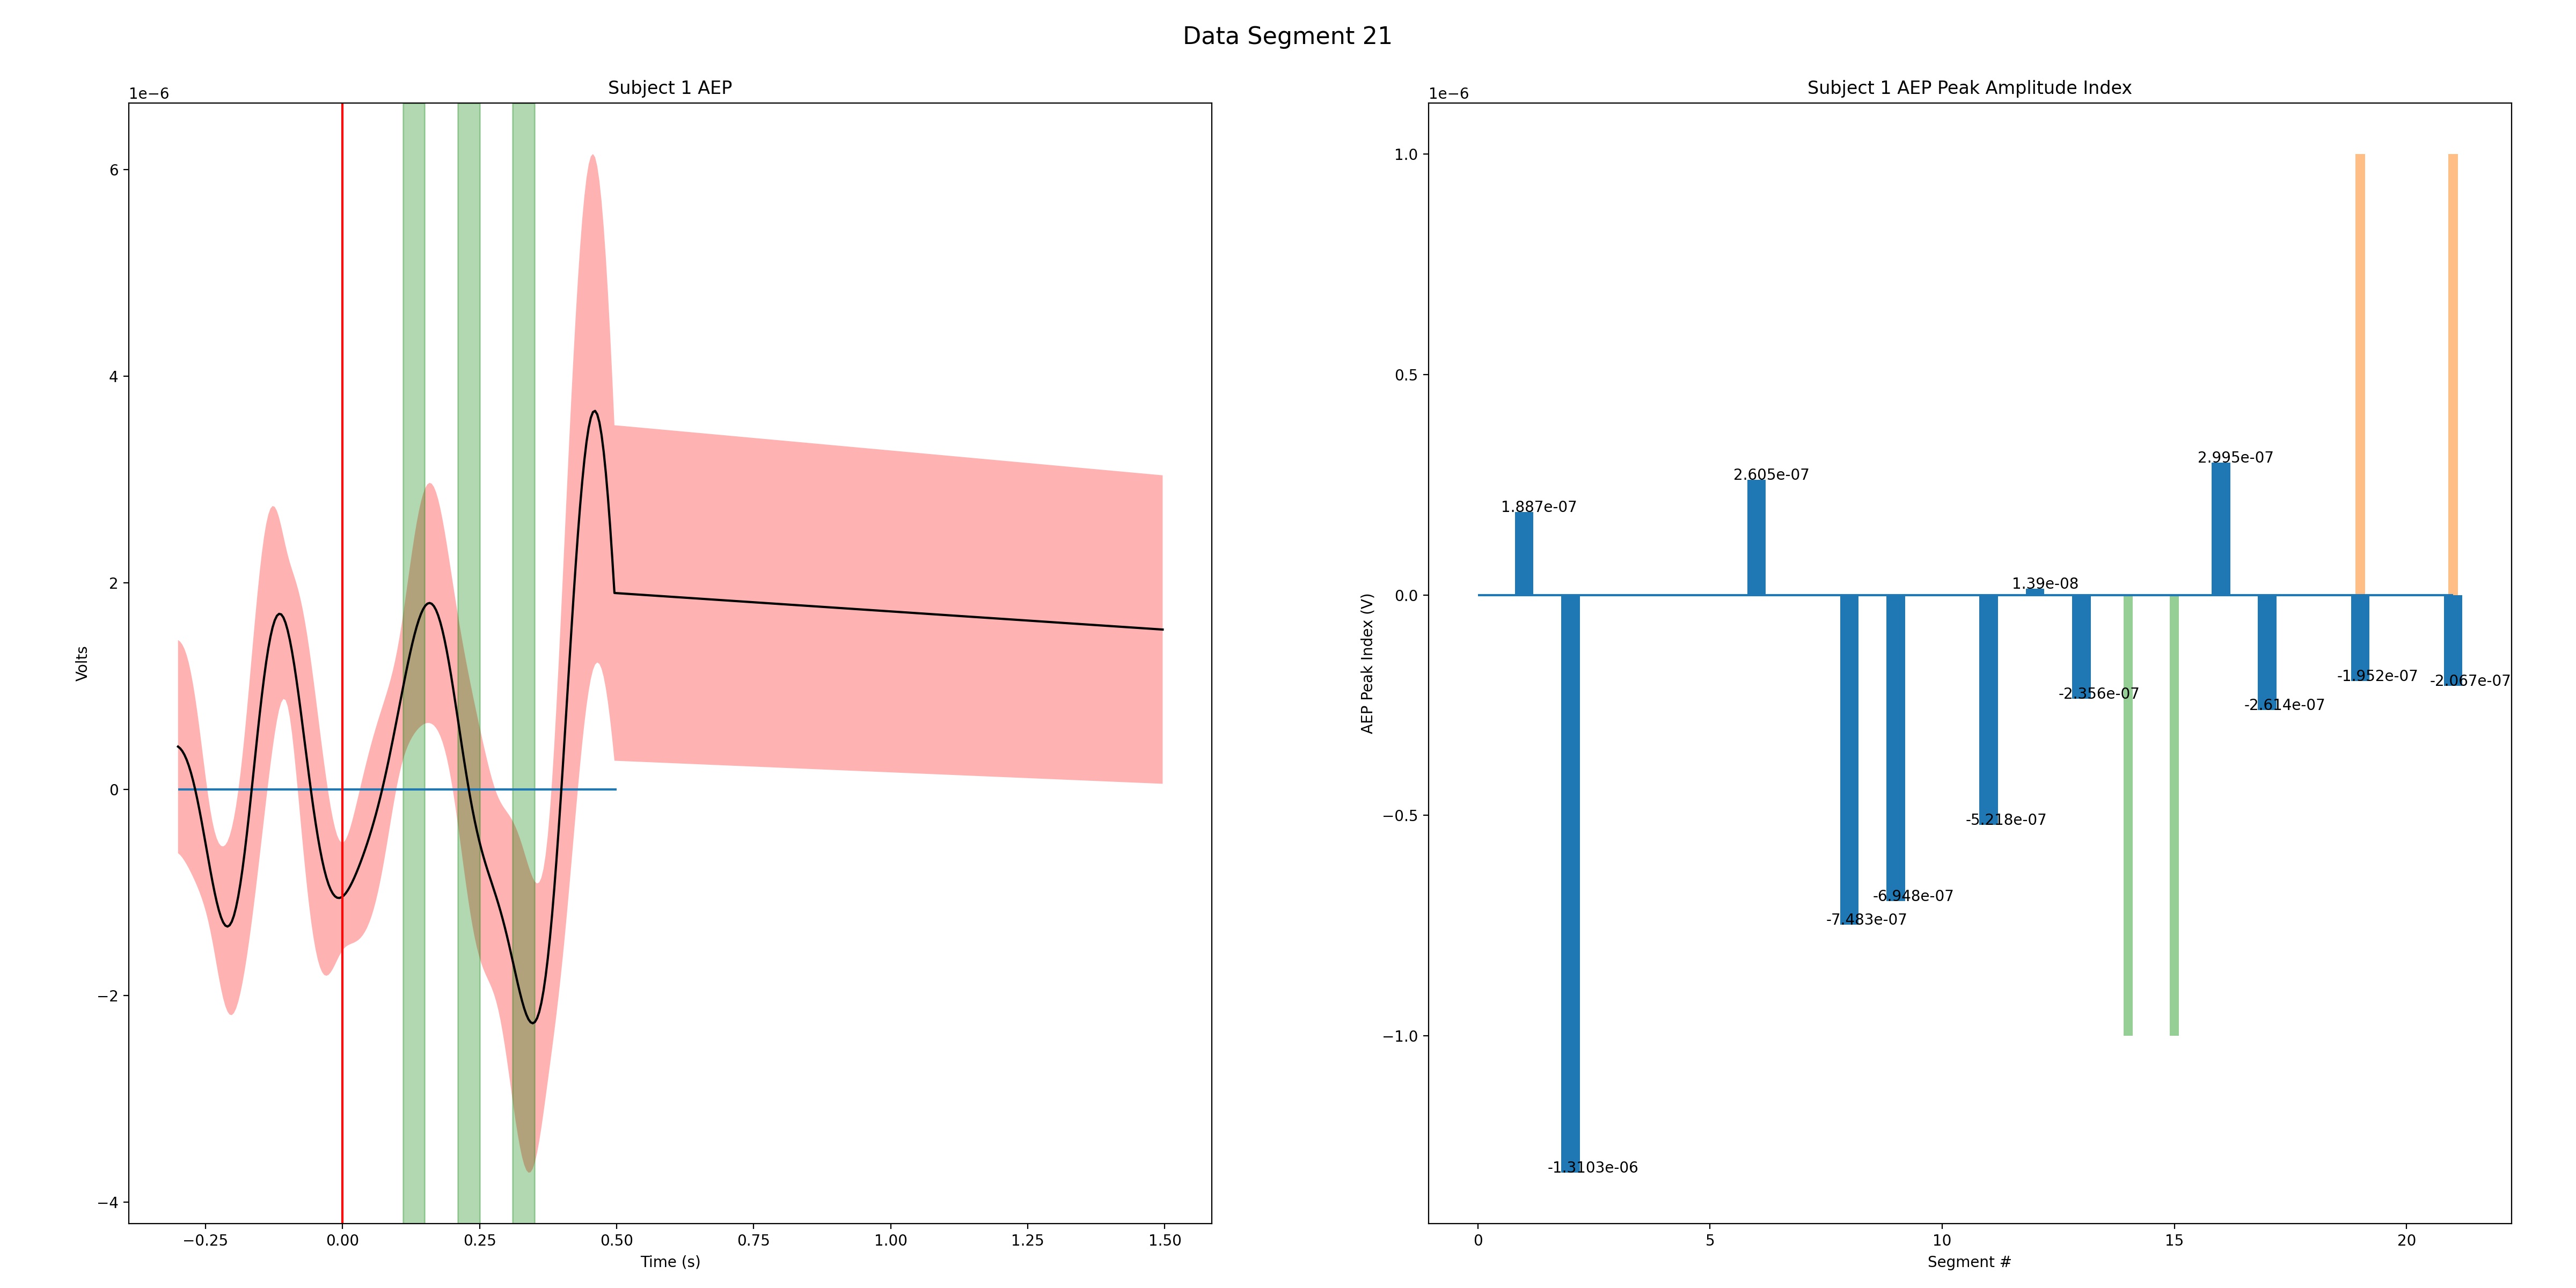 Data Segment 21
Subject 1 AEP
1e−6
6
4
2
0
−2
−4
Volts
−0.25 0.00 0.25 0.50 0.75 1.00 1.25 1.50
Time (s)
Subject 1 AEP Peak Amplitude Index
1e−6
1.0
0.5
0.0
−0.5
−1.0
AEP Peak Index (V)
1.887e-07
-1.3103e-06
2.605e-07
-7.483e-07
-6.948e-07
-5.218e-07
1.39e-08
-2.356e-07
2.995e-07
-2.614e-07
-1.952e-07
-2.067e-07
0 5 10 15 20
Segment #